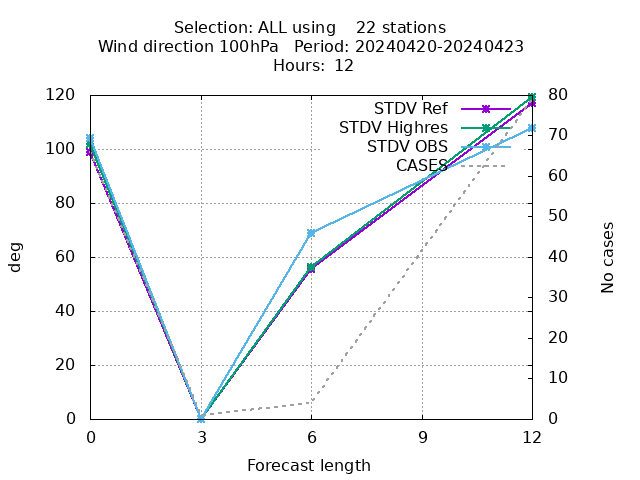 Selection: ALL using    22 stations
Wind direction 100hPa   Period: 20240420-20240423
Hours: 12
120
100
80
60
40
20
0
80
70
60
50
40
30
20
10
0
STDV Ref
STDV Highres
STDV OBS
CASES
deg
No cases
0 3 6 9 12
Forecast length